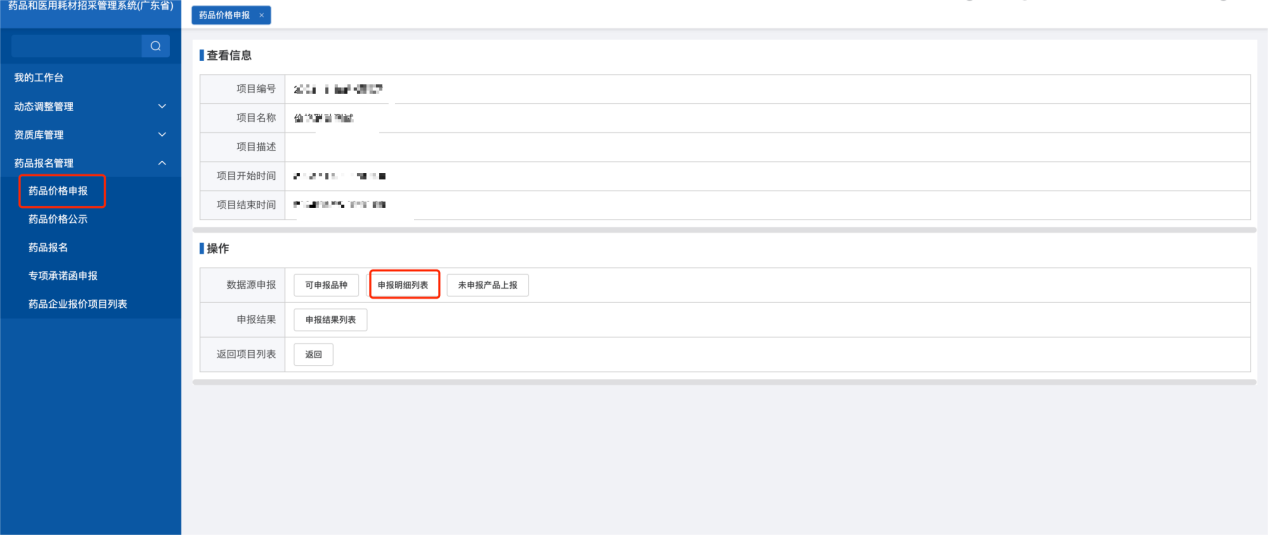 药品和医用耗材招采管理系统(广东省)
药品价格申报 ×
我的工作台
动态调整管理
资质库管理
药品报名管理
药品价格申报
药品价格公示
药品报名
专项承诺函申报
药品企业报价项目列表
查看信息
项目编号
项目名称
项目描述
项目开始时间
项目结束时间
操作
数据源申报 可申报品种 申报明细列表 未申报产品上报
申报结果 申报结果列表
返回项目列表 返回